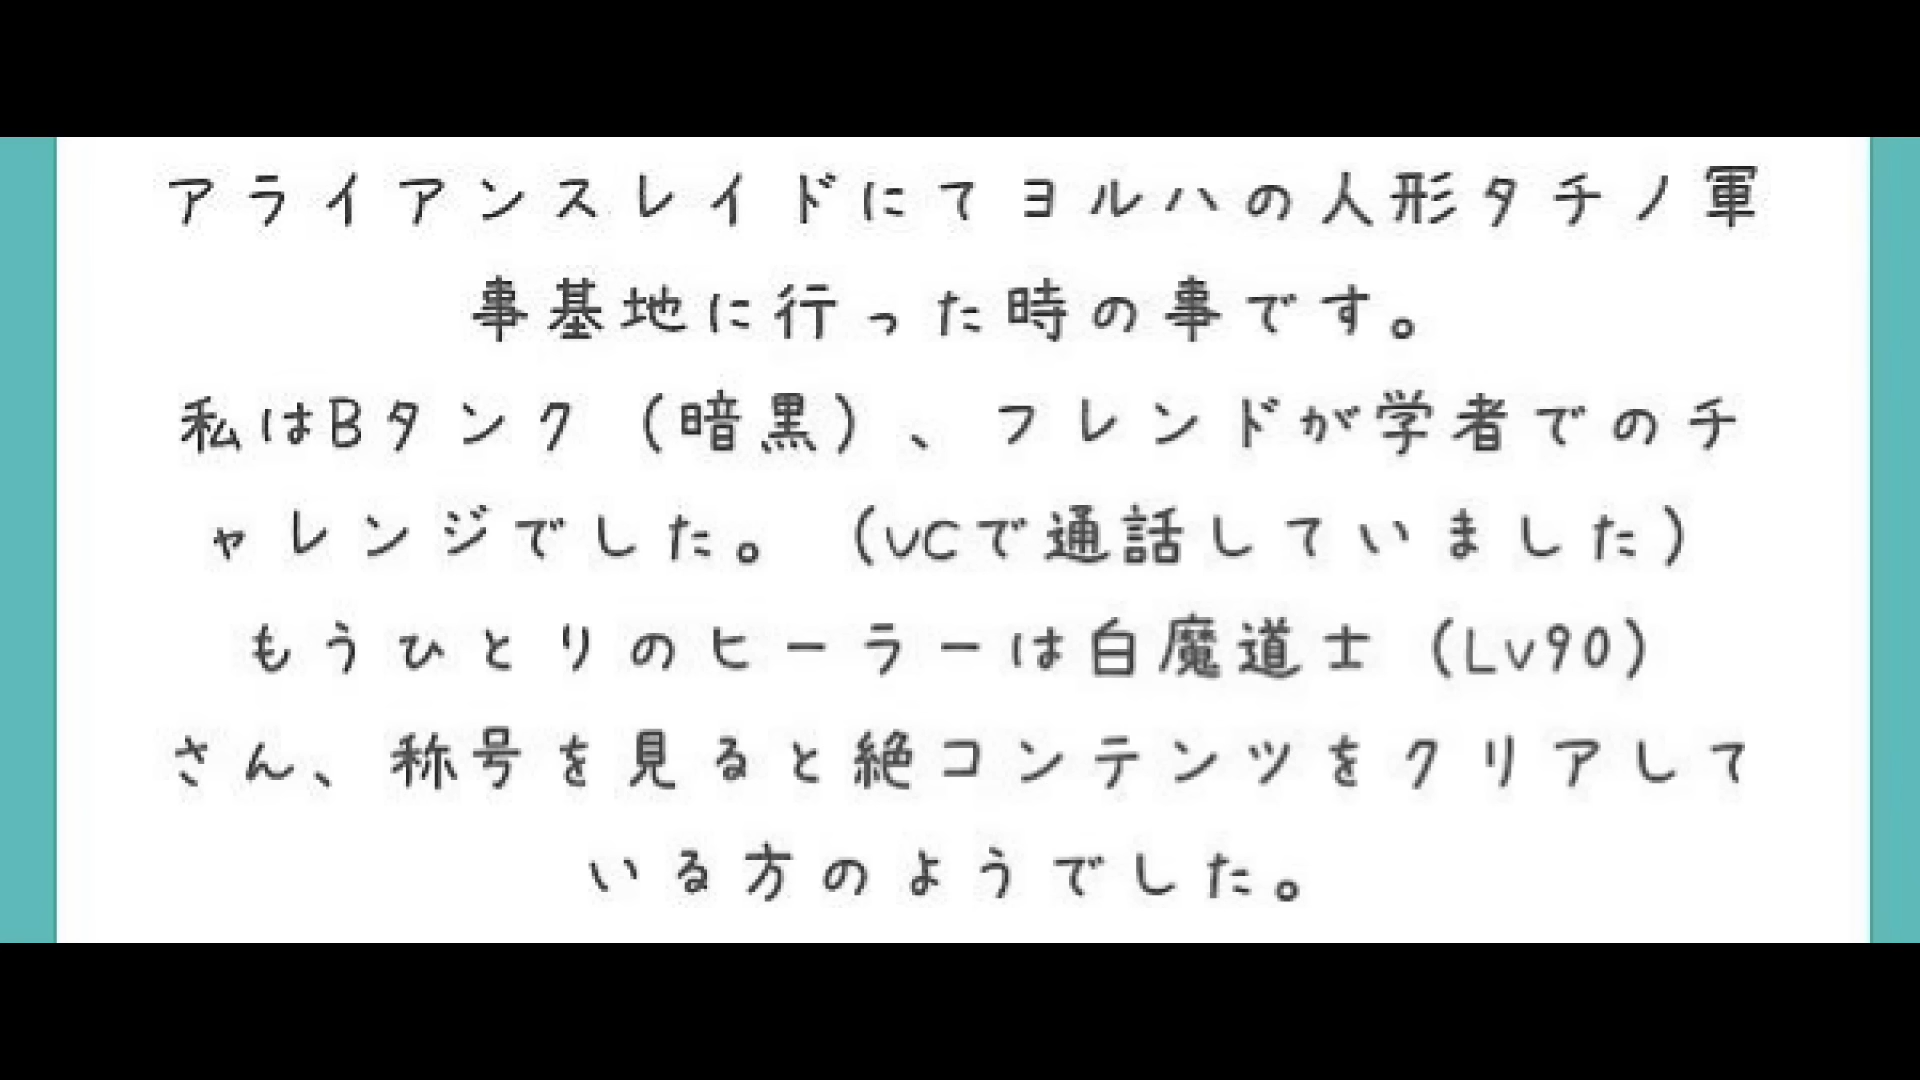 アライアンスレイドにてヨルハの人形タチノ軍
事基地に行った時の事です。
私はBタンク（暗黒）、フレンドが学者でのチ
ャレンジでした。（VCで通話していました）
もうひとりのヒーラーは白魔道士（Lv90）
さん、称号を見ると絶コンテンツをクリアして
いる方のようでした。